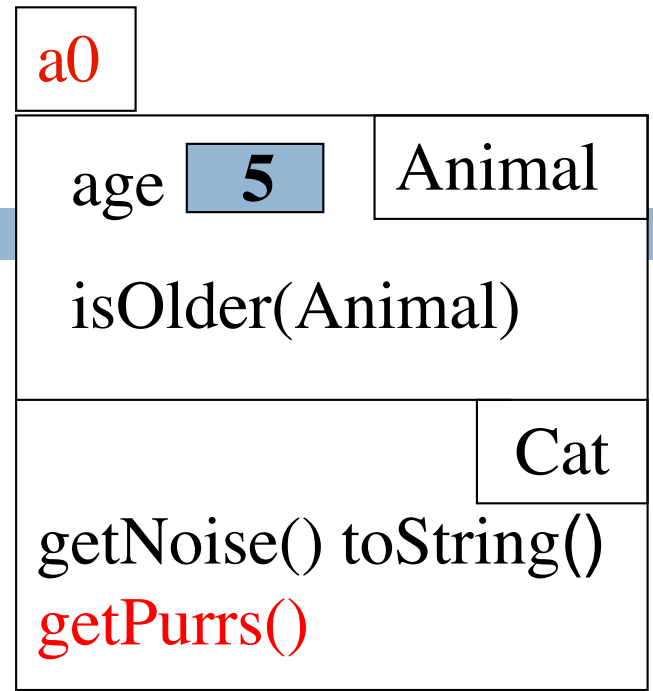 a0
age 5 Animal
isOlder(Animal)
Cat
getNoise() toString()
getPurrs()